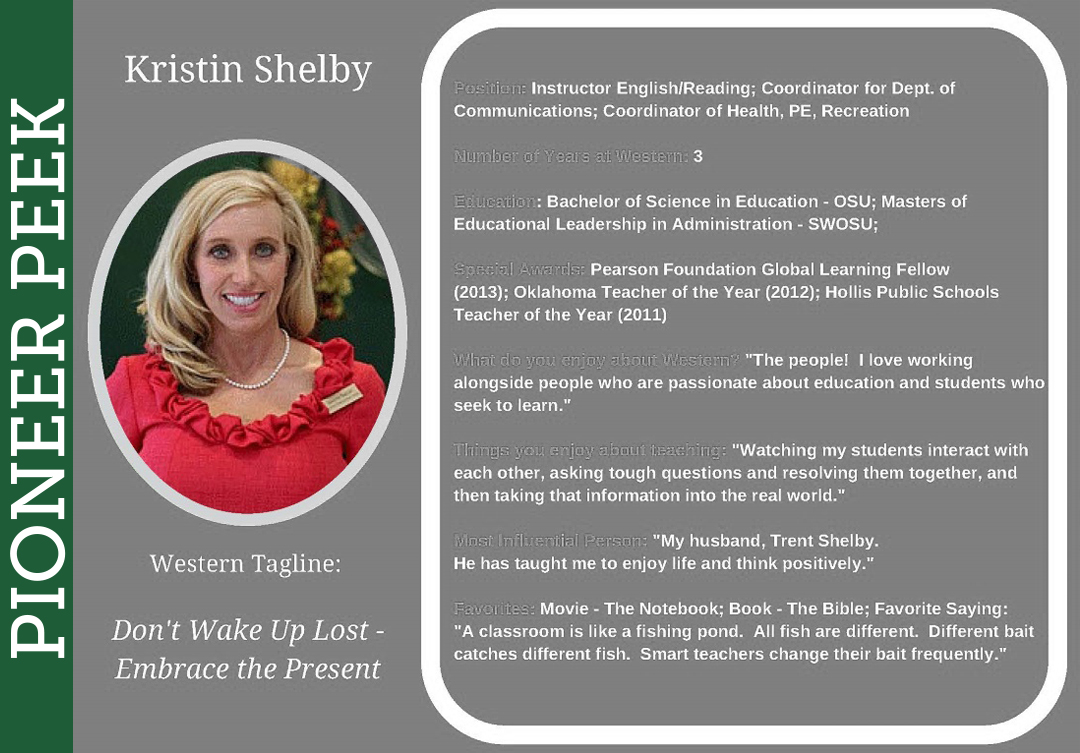 PIONEER PEEK
Kristin Shelby
Western Tagline:
Don't Wake Up Lost -
Embrace the Present
Position: Instructor English/Reading; Coordinator for Dept. of
Communications; Coordinator of Health, PE, Recreation
Number of Years at Western: 3
Education: Bachelor of Science in Education - OSU; Masters of
Educational Leadership in Administration - SWOSU;
Special Awards: Pearson Foundation Global Learning Fellow
(2013); Oklahoma Teacher of the Year (2012); Hollis Public Schools
Teacher of the Year (2011)
What do you enjoy about Western? "The people!  I love working
alongside people who are passionate about education and students who
seek to learn."
Things you enjoy about teaching: "Watching my students interact with
each other, asking tough questions and resolving them together, and
then taking that information into the real world."
Most Influential Person: "My husband, Trent Shelby.
He has taught me to enjoy life and think positively."
Favorites: Movie - The Notebook; Book - The Bible; Favorite Saying:
"A classroom is like a fishing pond.  All fish are different.  Different bait
catches different fish.  Smart teachers change their bait frequently."